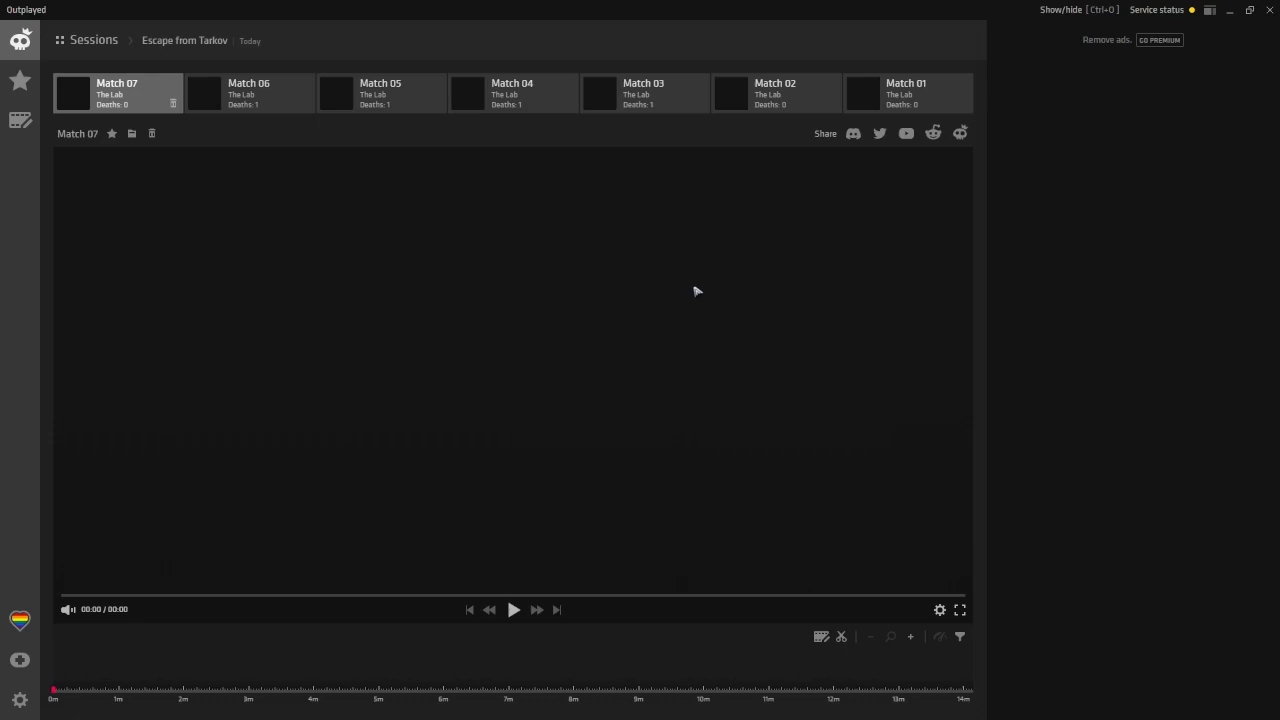 Outplayed
Show/hide [Ctrl+O] Service status
Sessions
Escape from Tarkov | Today
Remove ads. GO PREMIUM
Match 07
The Lab
Deaths: 0
Match 06
The Lab
Deaths: 1
Match 05
The Lab
Deaths: 1
Match 04
The Lab
Deaths: 1
Match 03
The Lab
Deaths: 1
Match 02
The Lab
Deaths: 0
Match 01
The Lab
Deaths: 0
Match 07
Share
00:00 / 00:00
0m 1m 2m 3m 4m 5m 6m 7m 8m 9m 10m 11m 12m 13m 14m